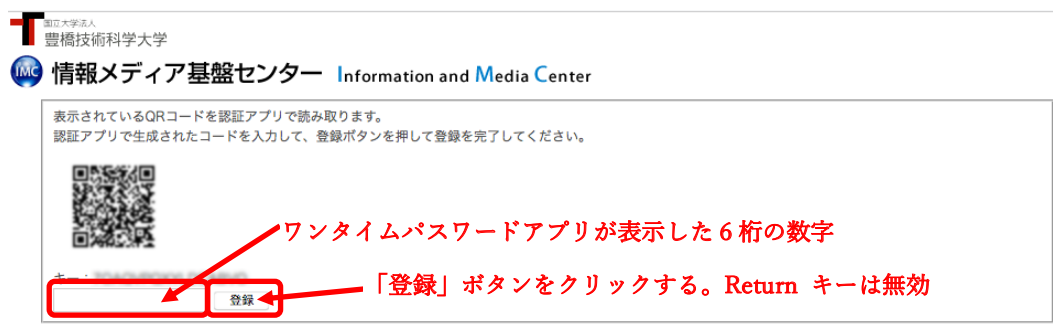 国立大学法人
豊橋技術科学大学
IMC 情報メディア基盤センター Information and Media Center
表示されているQRコードを認証アプリで読み取ります。
認証アプリで生成されたコードを入力して、登録ボタンを押して登録を完了してください。
ワンタイムパスワードアプリが表示した6桁の数字
キー：
「登録」ボタンをクリックする。Return キーは無効
登録